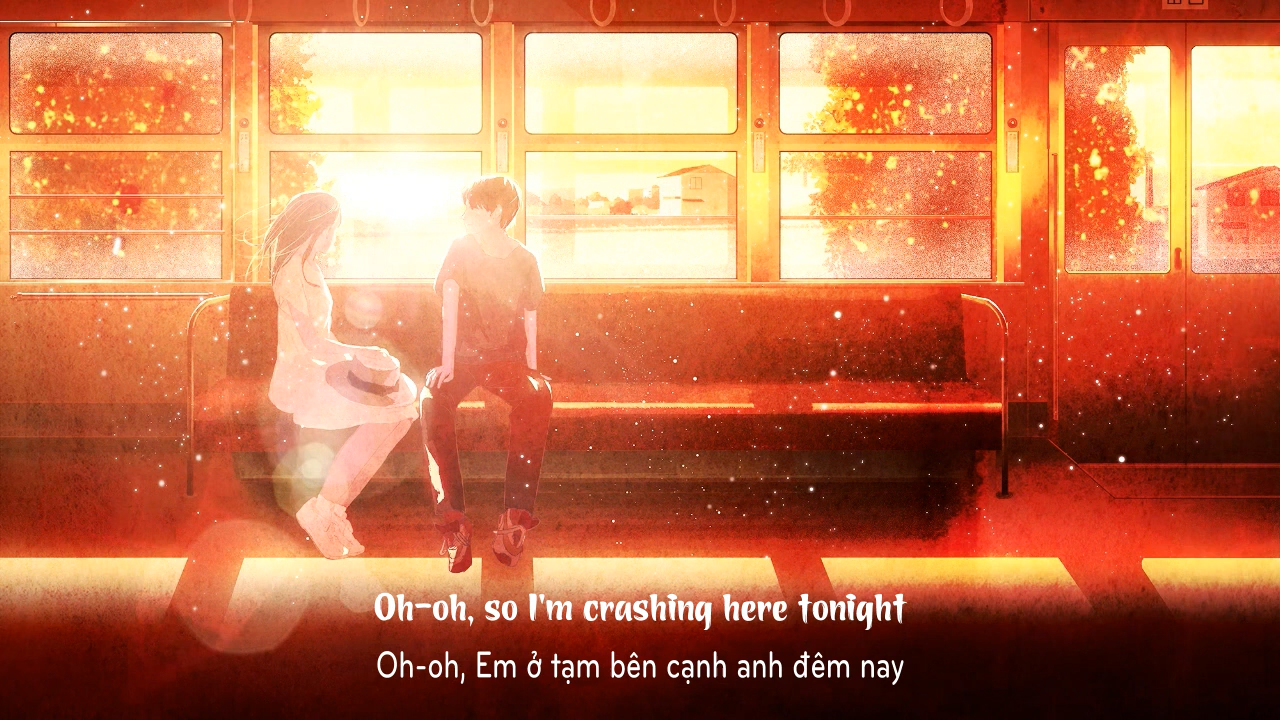 Oh-oh, so I'm crashing here tonight
Oh-oh, Em ở tạm bên cạnh anh đêm nay